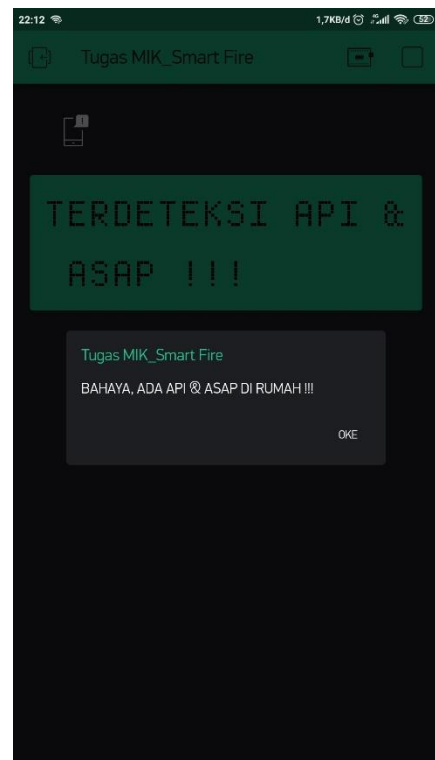 22:12 1,7KB/d 52
Tugas MIK_Smart Fire
TERDETEKSI API &
ASAP !!!
Tugas MIK_Smart Fire
BAHAYA, ADA API & ASAP DI RUMAH !!!
OKE